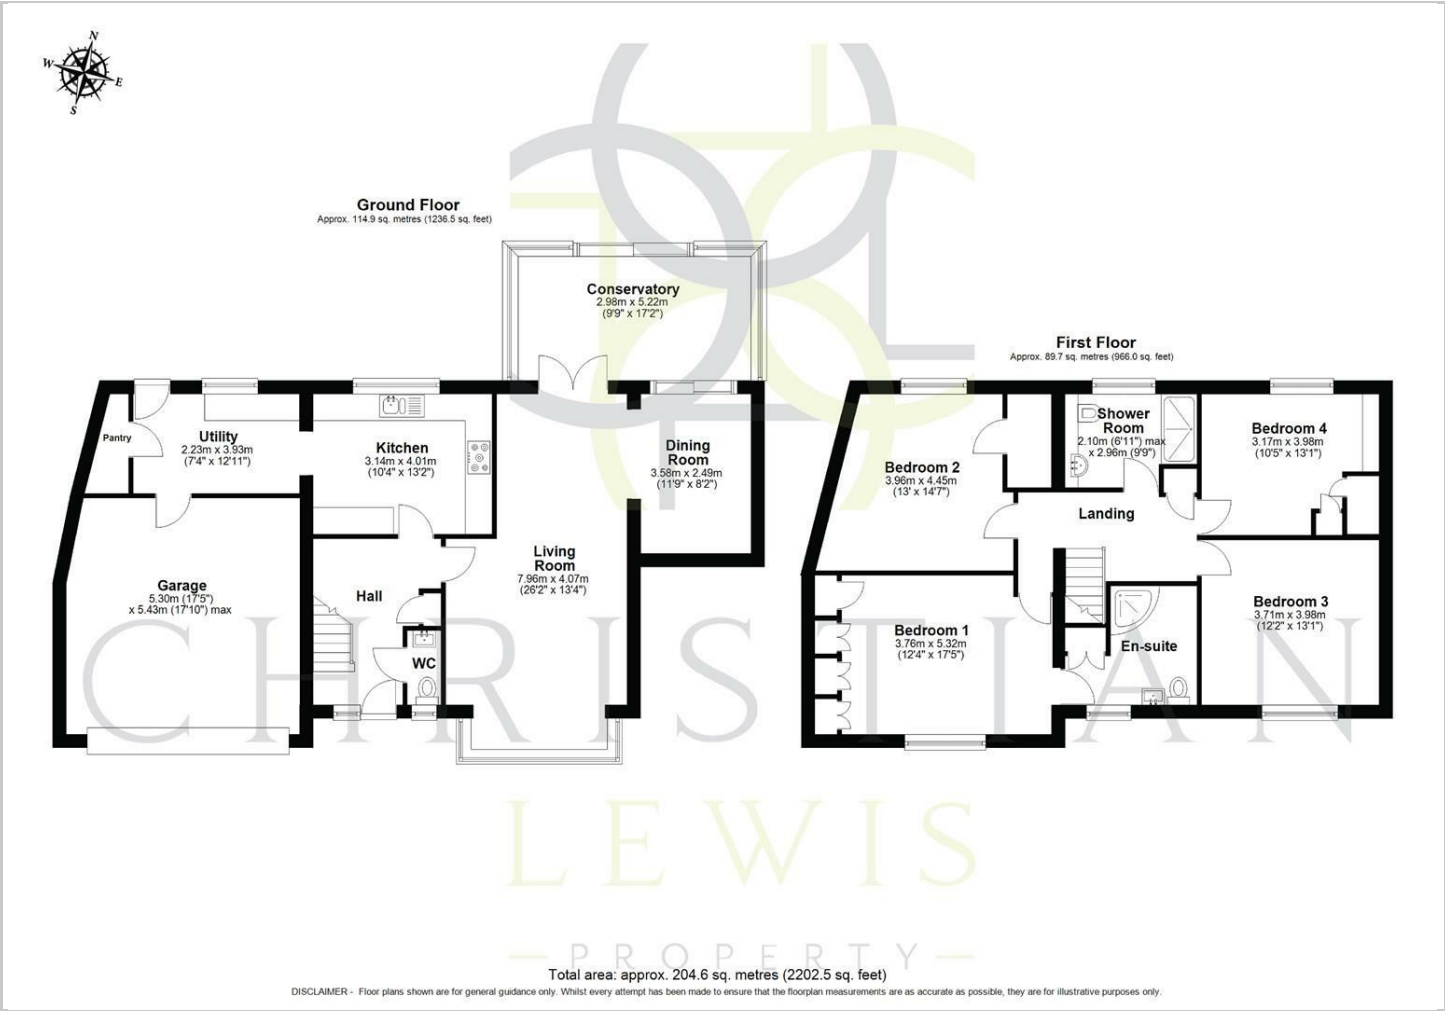 N
W
E
S
Ground Floor
Approx. 114.9 sq. metres (1236.5 sq. feet)
Conservatory
2.98m x 5.22m
(9'9" x 17'2")
Pantry
Utility
2.23m x 3.93m
(7'4" x 12'11")
Kitchen
3.14m x 4.01m
(10'4" x 13'2")
Dining
Room
3.58m x 2.49m
(11'9" x 8'2")
Living
Room
7.96m x 4.07m
(26'2" x 13'4")
Garage
5.30m (17'5")
x 5.43m (17'10") max
Hall
WC
First Floor
Approx. 89.7 sq. metres (966.0 sq. feet)
Bedroom 2
3.96m x 4.45m
(13' x 14'7")
Shower
Room
2.10m (6'11") max
x 2.96m (9'9")
Bedroom 4
3.17m x 3.98m
(10'5" x 13'1")
Landing
Bedroom 1
3.76m x 5.32m
(12'4" x 17'5")
En-suite
Bedroom 3
3.71m x 3.98m
(12'2" x 13'1")
CHRISTIAN
LEWIS
PROPERTY
Total area: approx. 204.6 sq. metres (2202.5 sq. feet)
DISCLAIMER - Floor plans shown are for general guidance only. Whilst every attempt has been made to ensure that the floorplan measurements are as accurate as possible, they are for illustrative purposes only.